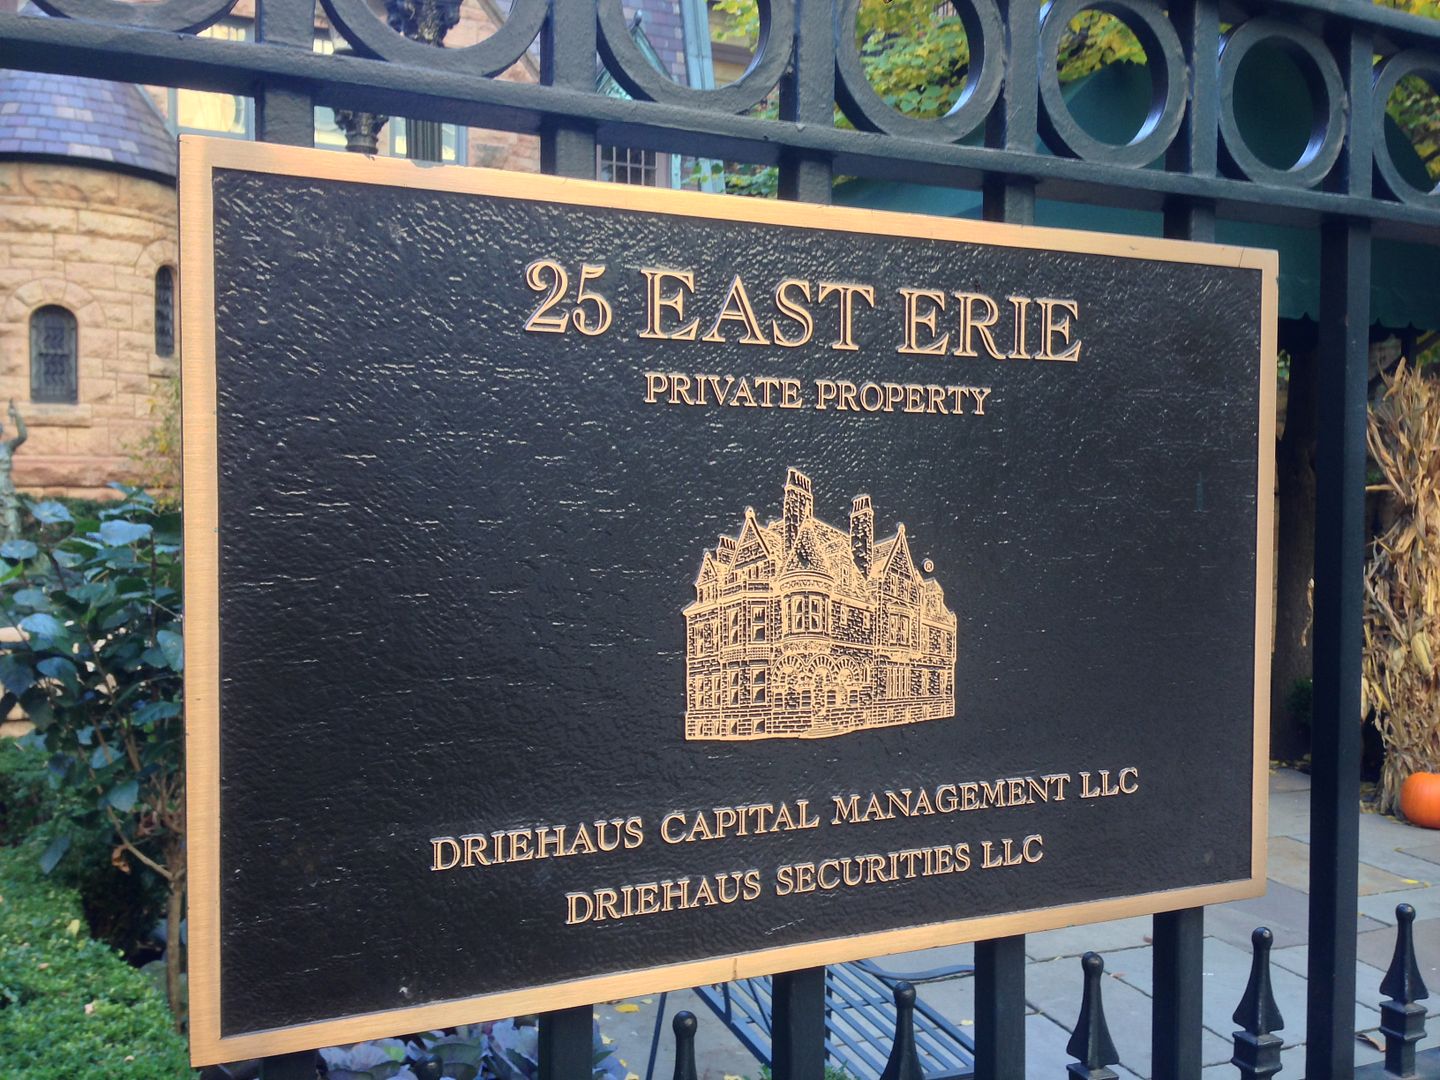 25 EAST ERIE
PRIVATE PROPERTY
®
DRIEHAUS CAPITAL MANAGEMENT LLC
DRIEHAUS SECURITIES LLC